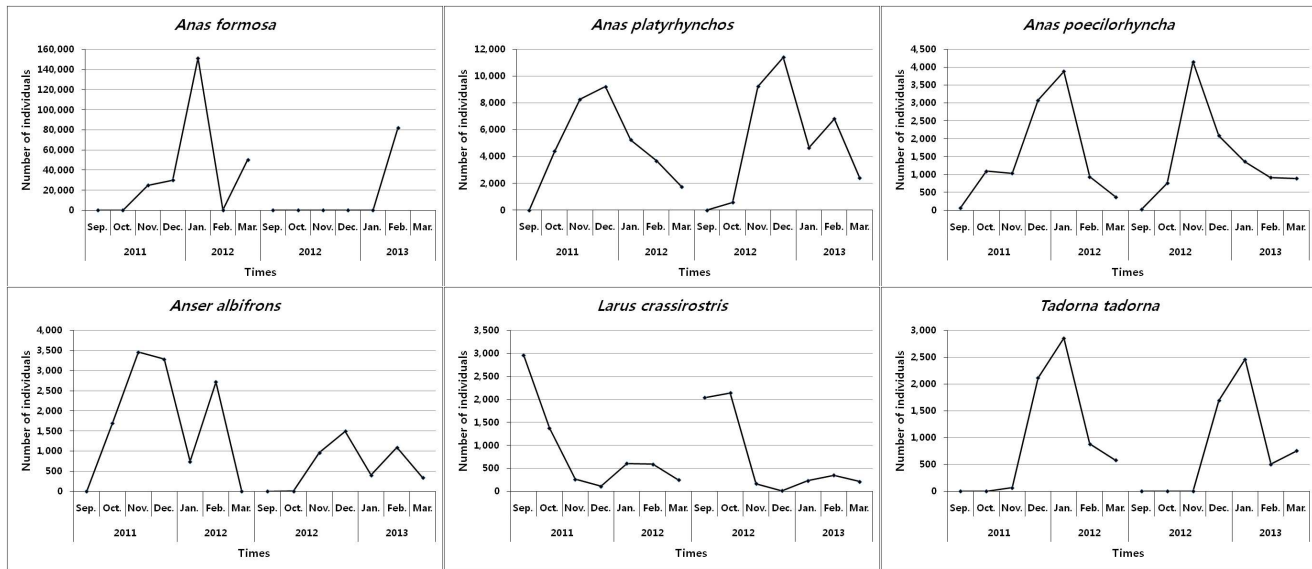 Anas formosa
Number of individuals
160,000
140,000
120,000
100,000
80,000
60,000
40,000
20,000
0
Sep. Oct. Nov. Dec. Jan. Feb. Mar. Sep. Oct. Nov. Dec. Jan. Feb. Mar.
2011 2012 2012 2013
Times
Anas platyrhynchos
Number of individuals
12,000
10,000
8,000
6,000
4,000
2,000
0
Sep. Oct. Nov. Dec. Jan. Feb. Mar. Sep. Oct. Nov. Dec. Jan. Feb. Mar.
2011 2012 2012 2013
Times
Anas poecilorhyncha
Number of individuals
4,500
4,000
3,500
3,000
2,500
2,000
1,500
1,000
500
0
Sep. Oct. Nov. Dec. Jan. Feb. Mar. Sep. Oct. Nov. Dec. Jan. Feb. Mar.
2011 2012 2012 2013
Times
Anser albifrons
Number of individuals
4,000
3,500
3,000
2,500
2,000
1,500
1,000
500
0
Sep. Oct. Nov. Dec. Jan. Feb. Mar. Sep. Oct. Nov. Dec. Jan. Feb. Mar.
2011 2012 2012 2013
Times
Larus crassirostris
Number of individuals
3,500
3,000
2,500
2,000
1,500
1,000
500
0
Sep. Oct. Nov. Dec. Jan. Feb. Mar. Sep. Oct. Nov. Dec. Jan. Feb. Mar.
2011 2012 2012 2013
Times
Tadorna tadorna
Number of individuals
3,000
2,500
2,000
1,500
1,000
500
0
Sep. Oct. Nov. Dec. Jan. Feb. Mar. Sep. Oct. Nov. Dec. Jan. Feb. Mar.
2011 2012 2012 2013
Times